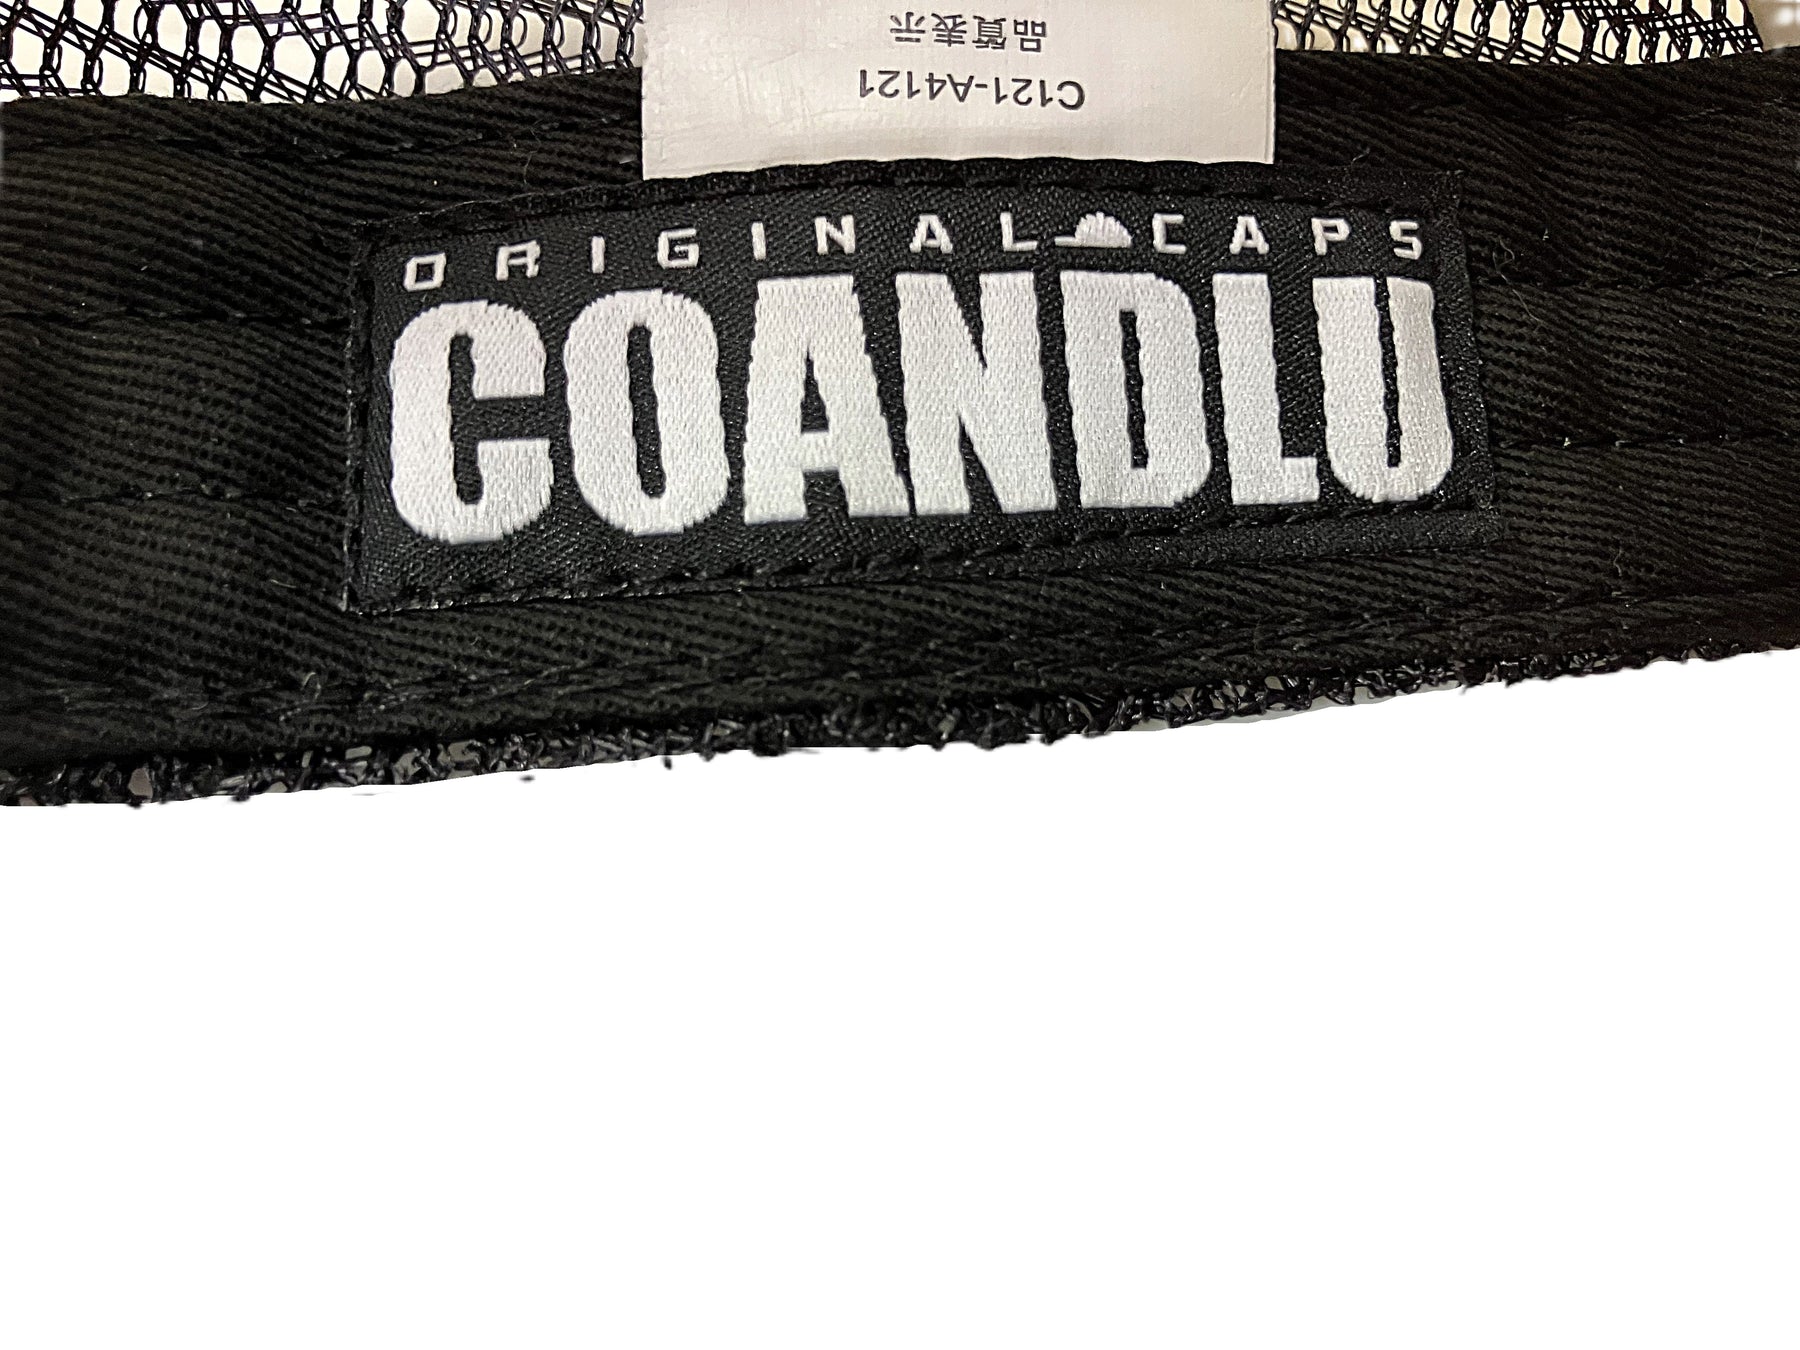 品質表示
C121-A4121
ORIGINAL CAPS
COANDLU